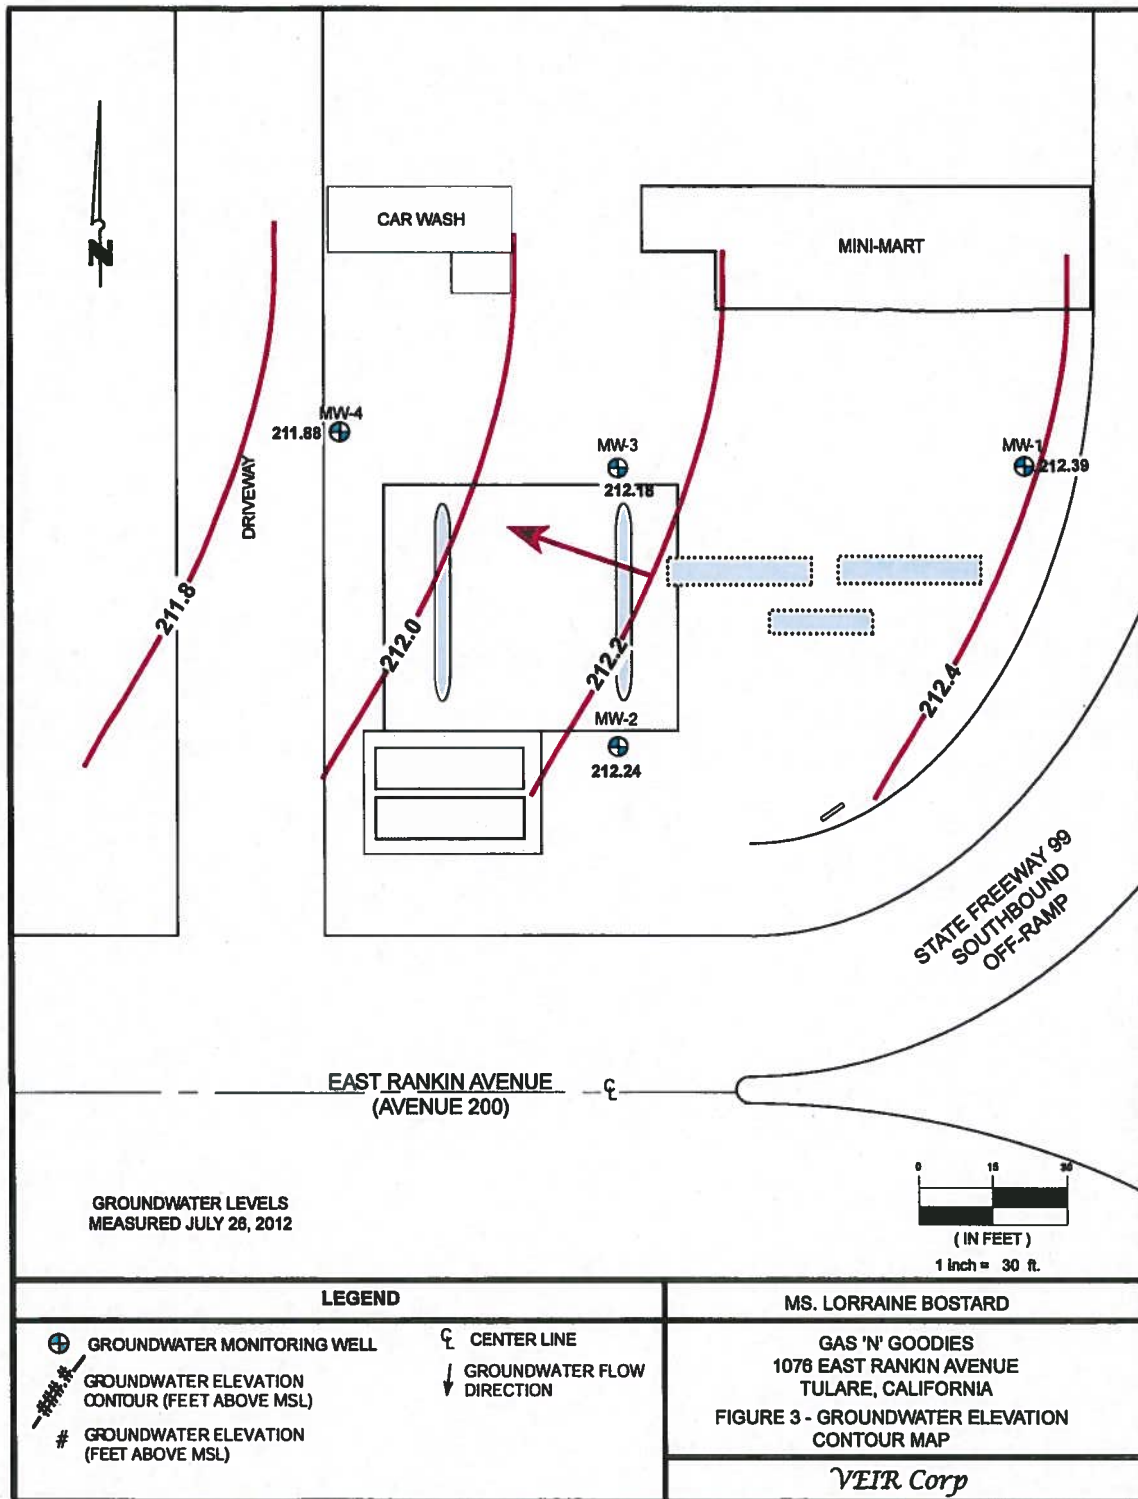 N
CAR WASH
MINI-MART
MW-4
211.88
MW-3
212.18
MW-1
212.39
DRIVEWAY
211.8
212.0
212.2
212.4
MW-2
212.24
STATE FREEWAY 99
SOUTHBOUND
OFF-RAMP
EAST RANKIN AVENUE
(AVENUE 200)
℄
GROUNDWATER LEVELS
MEASURED JULY 26, 2012
0 15 30
( IN FEET )
1 inch = 30 ft.
LEGEND
GROUNDWATER MONITORING WELL
###.#
GROUNDWATER ELEVATION
CONTOUR (FEET ABOVE MSL)
# GROUNDWATER ELEVATION
(FEET ABOVE MSL)
℄ CENTER LINE
GROUNDWATER FLOW
DIRECTION
MS. LORRAINE BOSTARD
GAS 'N' GOODIES
1076 EAST RANKIN AVENUE
TULARE, CALIFORNIA
FIGURE 3 - GROUNDWATER ELEVATION
CONTOUR MAP
VEIR Corp